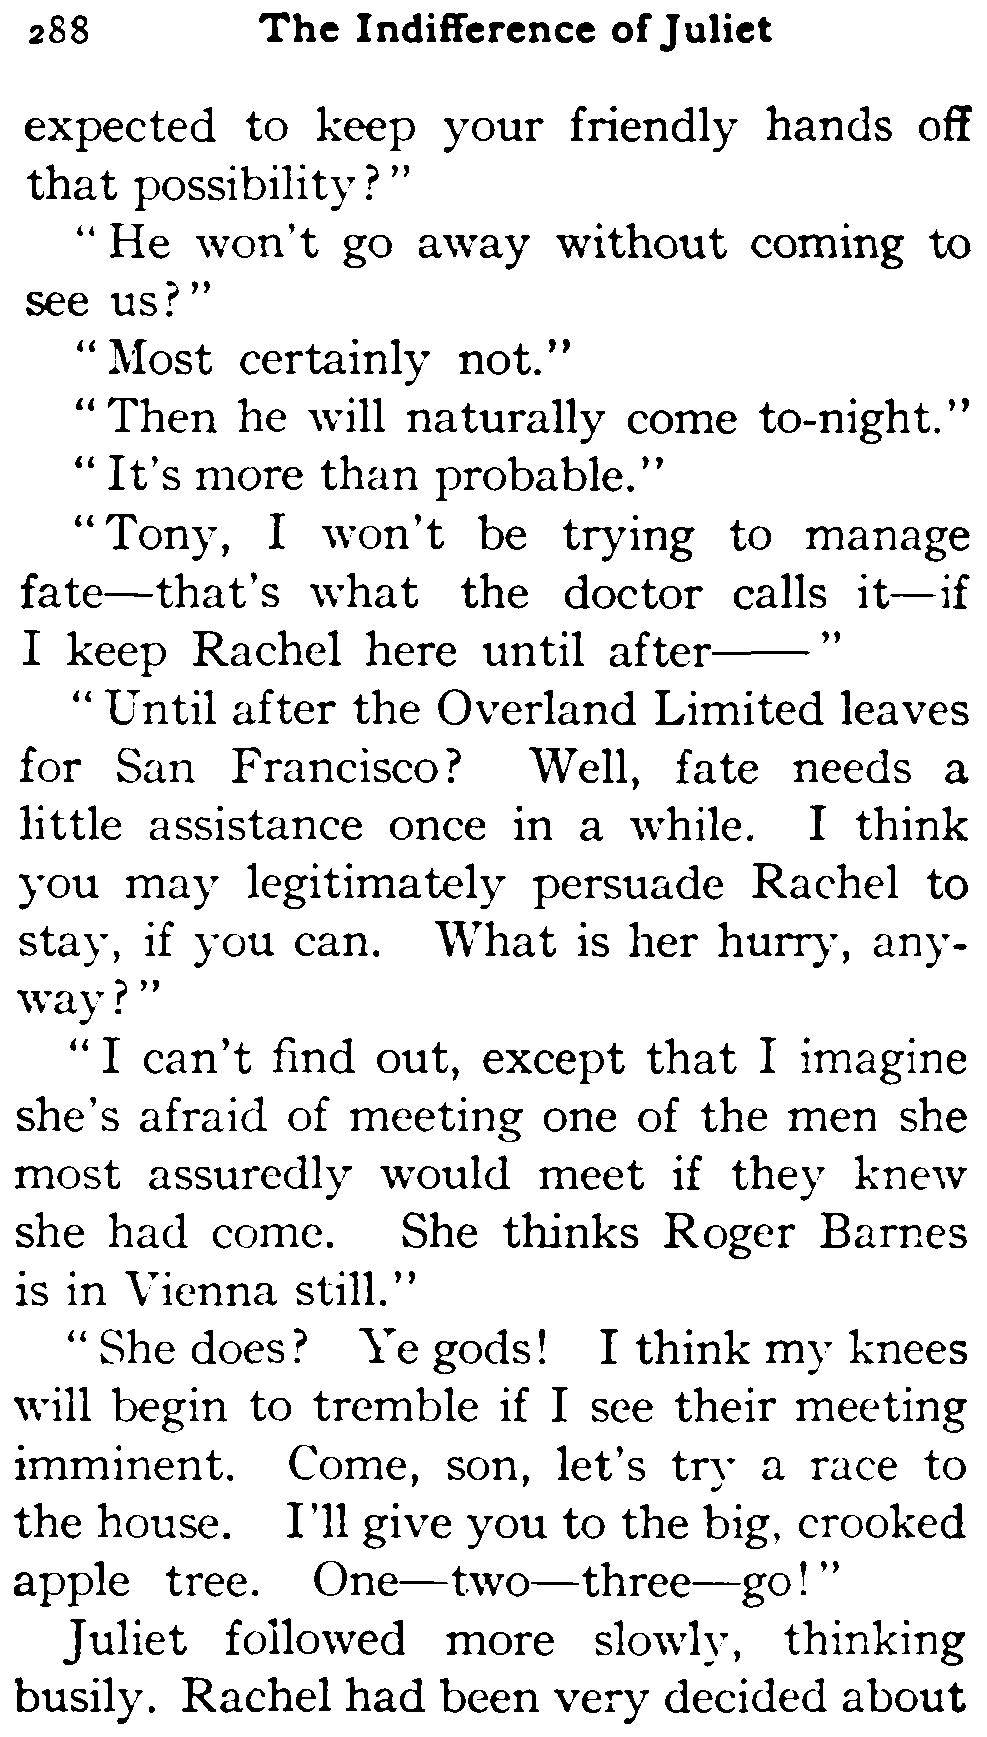 288 The Indifference of Juliet
expected to keep your friendly hands off
that possibility?"
"He won't go away without coming to
see us?"
"Most certainly not."
"Then he will naturally come to-night."
"It's more than probable."
"Tony, I won't be trying to manage
fate—that's what the doctor calls it—if
I keep Rachel here until after——"
"Until after the Overland Limited leaves
for San Francisco? Well, fate needs a
little assistance once in a while. I think
you may legitimately persuade Rachel to
stay, if you can. What is her hurry, any-
way?"
"I can't find out, except that I imagine
she's afraid of meeting one of the men she
most assuredly would meet if they knew
she had come. She thinks Roger Barnes
is in Vienna still."
"She does? Ye gods! I think my knees
will begin to tremble if I see their meeting
imminent. Come, son, let's try a race to
the house. I'll give you to the big, crooked
apple tree. One—two—three—go!"
Juliet followed more slowly, thinking
busily. Rachel had been very decided about